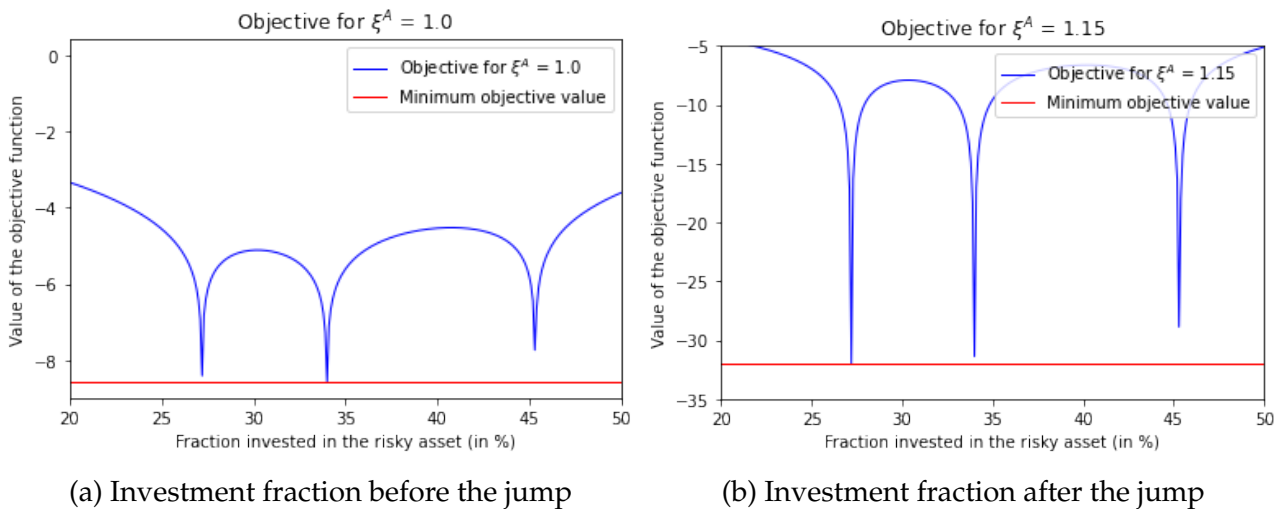 Objective for ξ^A = 1.0
Objective for ξ^A = 1.0
Minimum objective value
Value of the objective function
0
−2
−4
−6
−8
20
25
30
35
40
45
50
Fraction invested in the risky asset (in %)
(a) Investment fraction before the jump
Objective for ξ^A = 1.15
Objective for ξ^A = 1.15
Minimum objective value
Value of the objective function
−5
−10
−15
−20
−25
−30
−35
20
25
30
35
40
45
50
Fraction invested in the risky asset (in %)
(b) Investment fraction after the jump